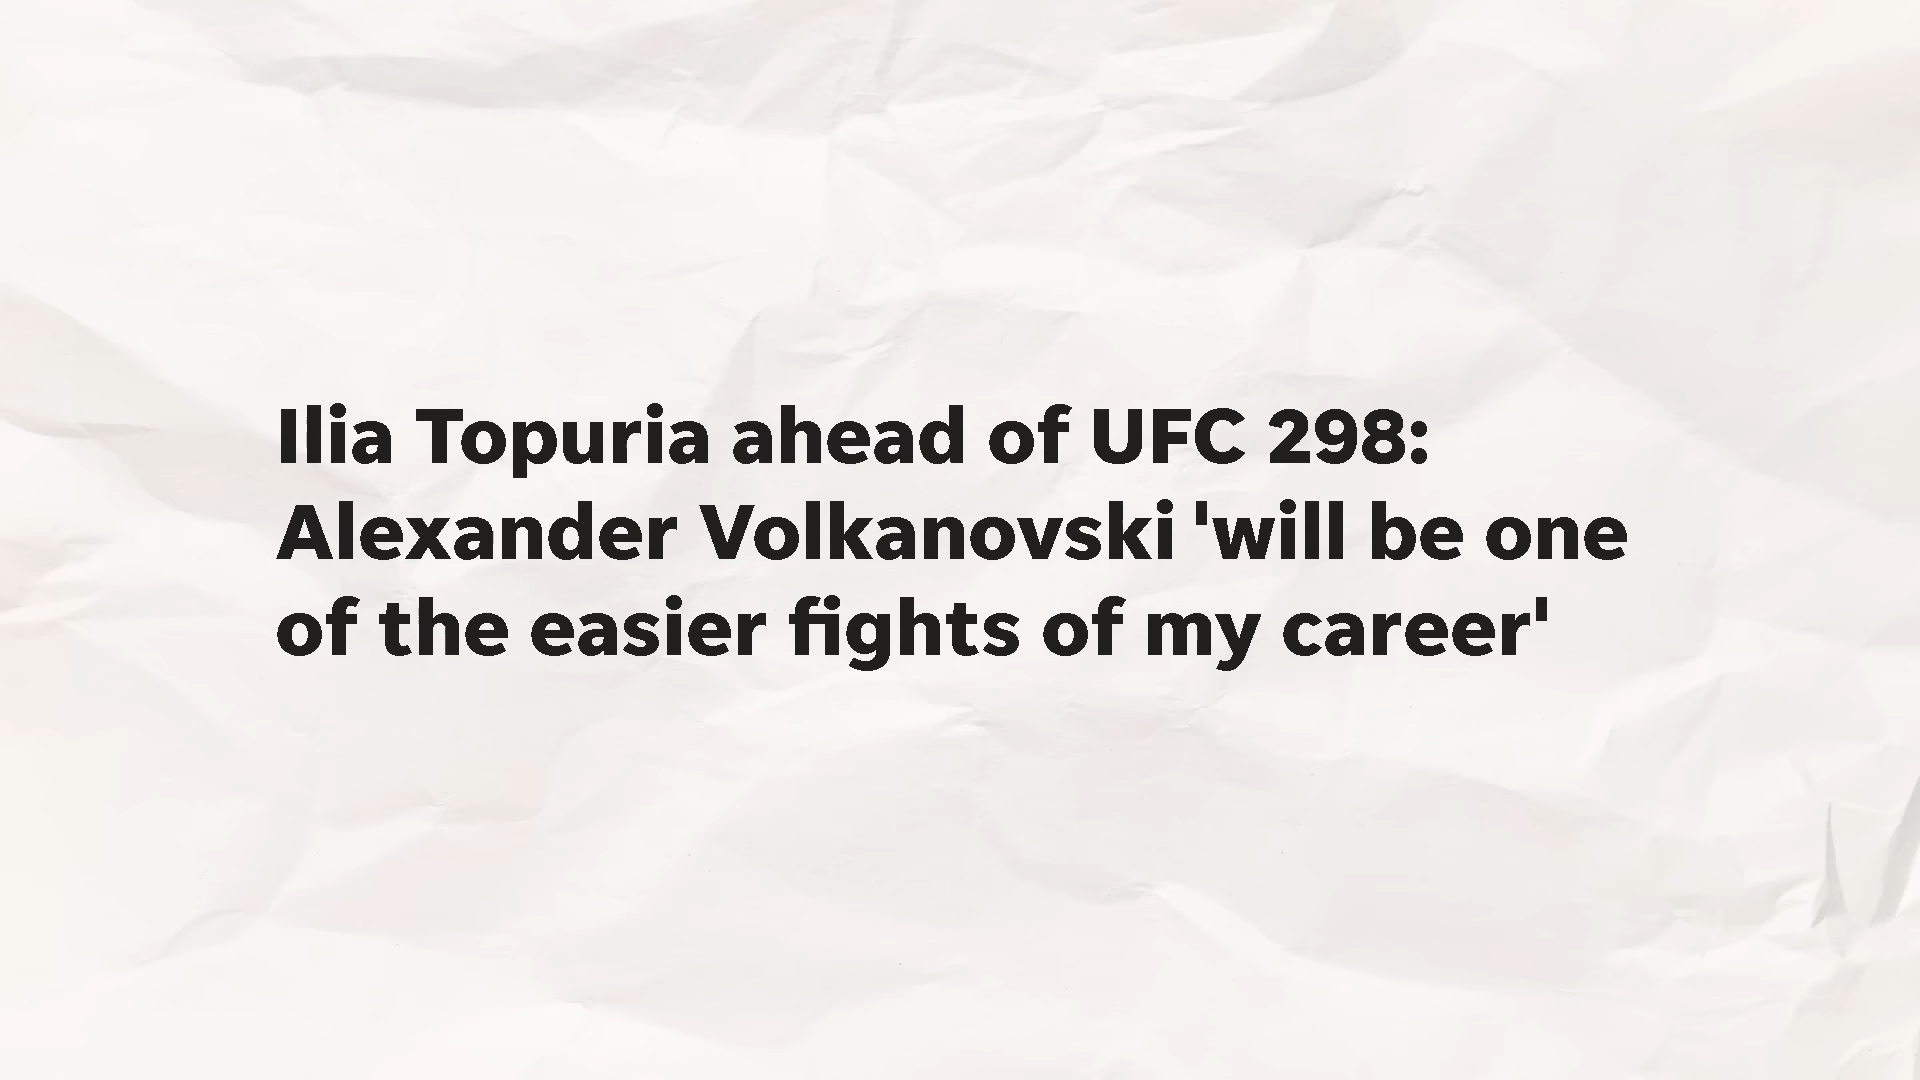 Ilia Topuria ahead of UFC 298:
Alexander Volkanovski 'will be one
of the easier fights of my career'